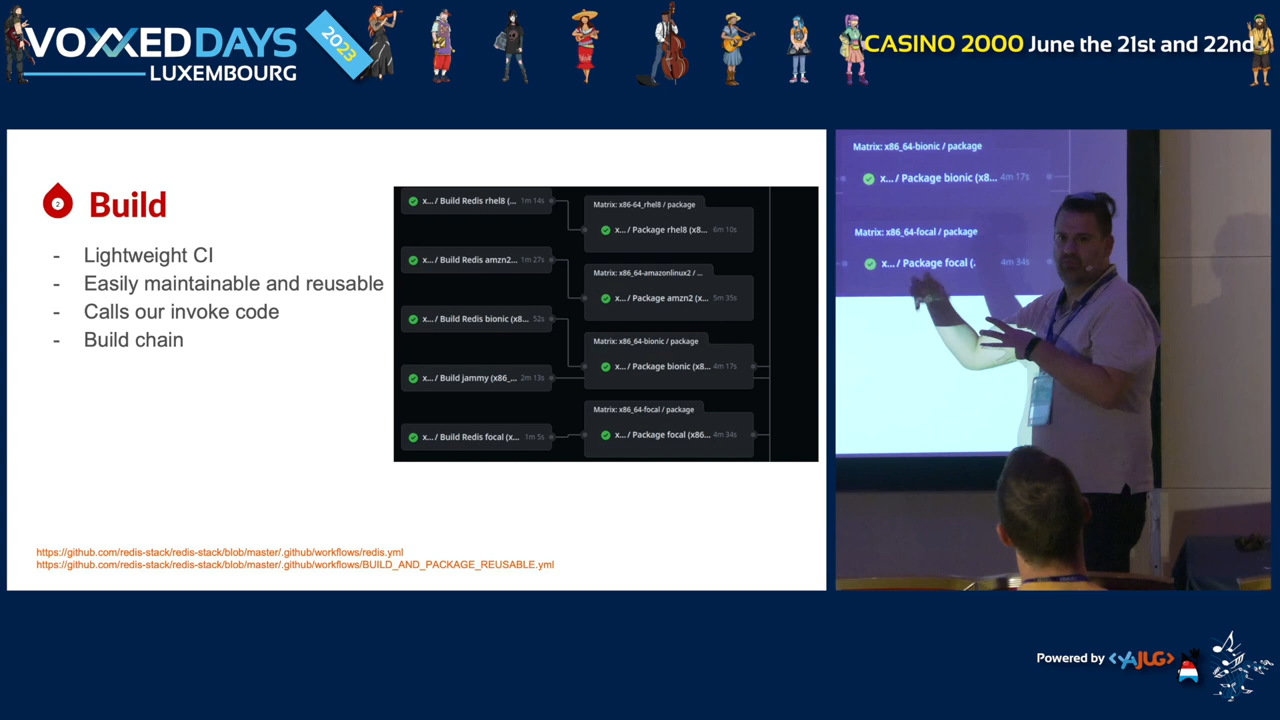 VOXXEDDAYS
LUXEMBOURG
2023
CASINO 2000 June the 21st and 22nd
2
Build
- Lightweight CI
- Easily maintainable and reusable
- Calls our invoke code
- Build chain
x... / Build Redis rhel8 (... 1m 14s
x... / Build Redis amzn2... 1m 27s
x... / Build Redis bionic (x8... 52s
x... / Build jammy (x86_... 2m 13s
x... / Build Redis focal (x... 1m 5s
Matrix: x86-64_rhel8 / package
x... / Package rhel8 (x8... 6m 10s
Matrix: x86_64-amazonlinux2 / ...
x... / Package amzn2 (x... 5m 35s
Matrix: x86_64-bionic / package
x... / Package bionic (x8... 4m 17s
Matrix: x86_64-focal / package
x... / Package focal (x86... 4m 34s
https://github.com/redis-stack/redis-stack/blob/master/.github/workflows/redis.yml
https://github.com/redis-stack/redis-stack/blob/master/.github/workflows/BUILD_AND_PACKAGE_REUSABLE.yml
Matrix: x86_64-bionic / package
x... / Package bionic (x8... 4m 17s
Matrix: x86_64-focal / package
x... / Package focal (. 4m 34s
Powered by <YAJUG>